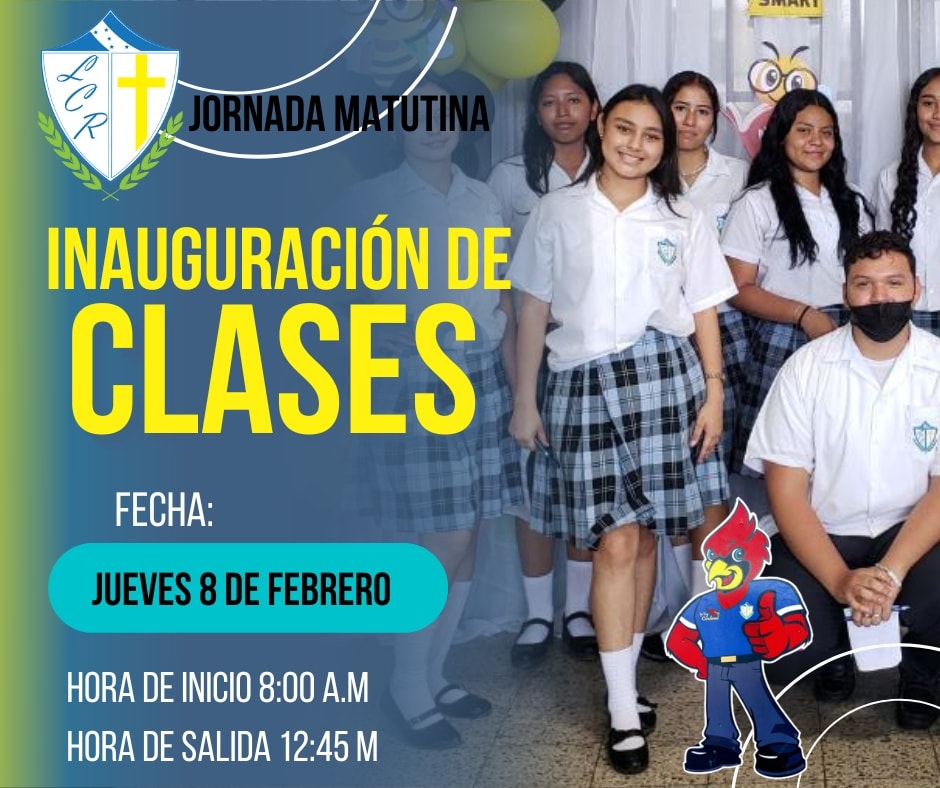 SMART
L
C
R
JORNADA MATUTINA
INAUGURACIÓN DE
CLASES
FECHA:
JUEVES 8 DE FEBRERO
HORA DE INICIO 8:00 A.M
HORA DE SALIDA 12:45 M